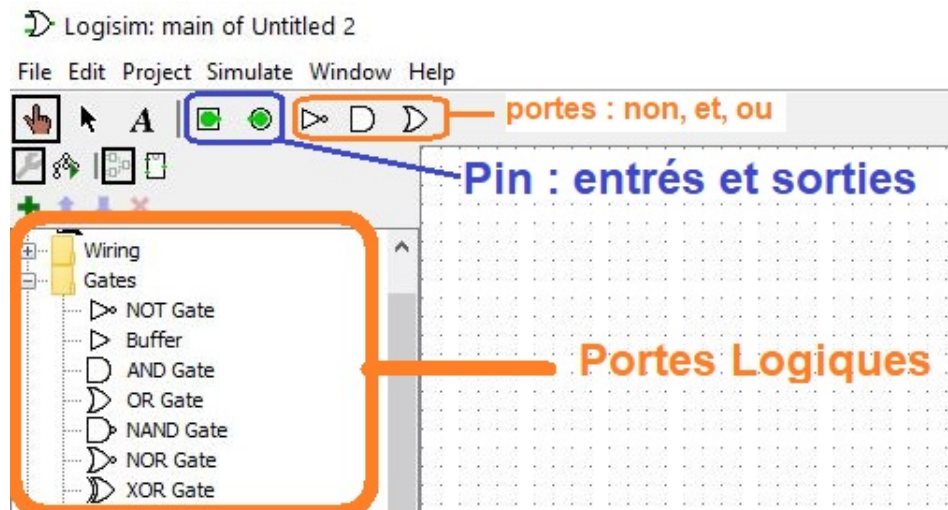 Logisim: main of Untitled 2
File Edit Project Simulate Window Help
A
portes : non, et, ou
Pin : entrés et sorties
Wiring
Gates
NOT Gate
Buffer
AND Gate
OR Gate
NAND Gate
NOR Gate
XOR Gate
Portes Logiques